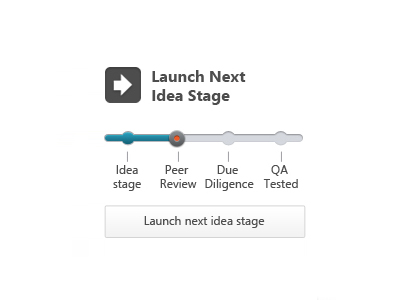 Launch Next
Idea Stage
Idea
stage
Peer
Review
Due
Diligence
QA
Tested
Launch next idea stage